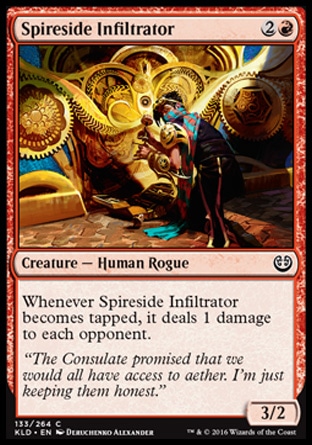 Spireside Infiltrator 2
Creature — Human Rogue
Whenever Spireside Infiltrator
becomes tapped, it deals 1 damage
to each opponent.
“The Consulate promised that we
would all have access to aether. I’m just
keeping them honest.”
3/2
133/264 C
KLD • EN Deruchenko Alexander
™ & © 2016 Wizards of the Coast